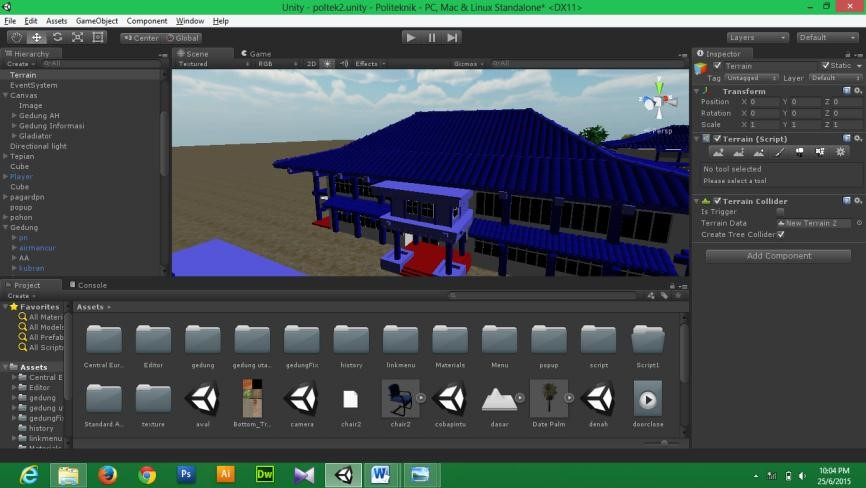 Unity - poltek2.unity - Politeknik - PC, Mac & Linux Standalone* <DX11>
File Edit Assets GameObject Component Window Help
Center Global
Layers Default
Hierarchy
Create All
Terrain
EventSystem
Canvas
Image
Gedung AH
Gedung Informasi
Gladiator
Directional light
Tepian
Cube
Player
Cube
pagardpn
popup
pohon
Gedung
pn
airmancur
AA
kubran
Scene Game
Textured RGB 2D Effects Gizmos All
y
z
Persp
Inspector
Terrain Static
Tag Untagged Layer Default
Transform
Position X 0 Y 0 Z 0
Rotation X 0 Y 0 Z 0
Scale X 1 Y 1 Z 1
Terrain (Script)
No tool selected
Please select a tool
Terrain Collider
Is Trigger
Terrain Data New Terrain 2
Create Tree Collider
Add Component
Project Console
Create
Favorites
All Materi
All Model
All Prefab
All Script
Assets
Central E
Editor
gedung
gedung ut
gedungFi
history
linkmenu
Materials
Assets
Central Eur... Editor gedung gedung uta... gedungFix history linkmenu Materials Menu popup script Script1
Standard A... texture aval Bottom_Tr... camera chair2 chair2 cobapintu dasar Date Palm denah doorclose
Ps Ai Dw W
10:04 PM
25/6/2015